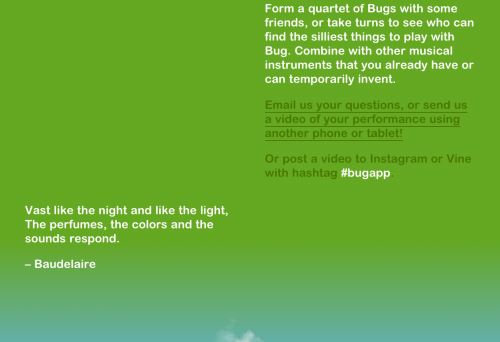 Form a quartet of Bugs with some
friends, or take turns to see who can
find the silliest things to play with
Bug. Combine with other musical
instruments that you already have or
can temporarily invent.
Email us your questions, or send us
a video of your performance using
another phone or tablet!
Or post a video to Instagram or Vine
with hashtag #bugapp.
Vast like the night and like the light,
The perfumes, the colors and the
sounds respond.
– Baudelaire